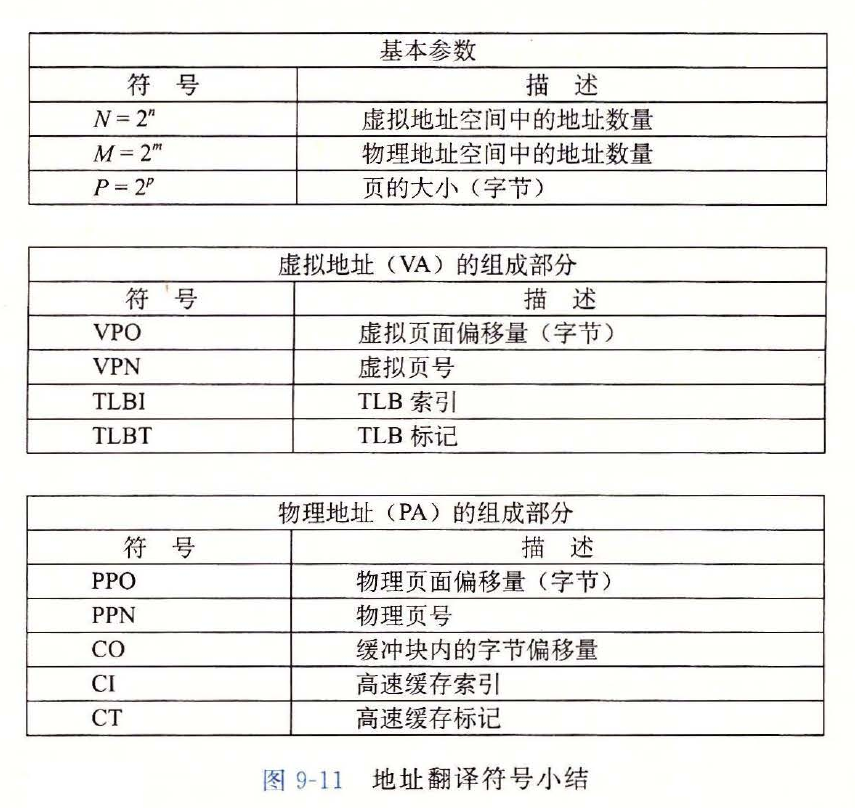 基本参数
符 号 描 述
N = 2ⁿ 虚拟地址空间中的地址数量
M = 2ᵐ 物理地址空间中的地址数量
P = 2ᵖ 页的大小（字节）
虚拟地址（VA）的组成部分
符 号 描 述
VPO 虚拟页面偏移量（字节）
VPN 虚拟页号
TLBI TLB 索引
TLBT TLB 标记
物理地址（PA）的组成部分
符 号 描 述
PPO 物理页面偏移量（字节）
PPN 物理页号
CO 缓冲块内的字节偏移量
CI 高速缓存索引
CT 高速缓存标记
图 9-11 地址翻译符号小结